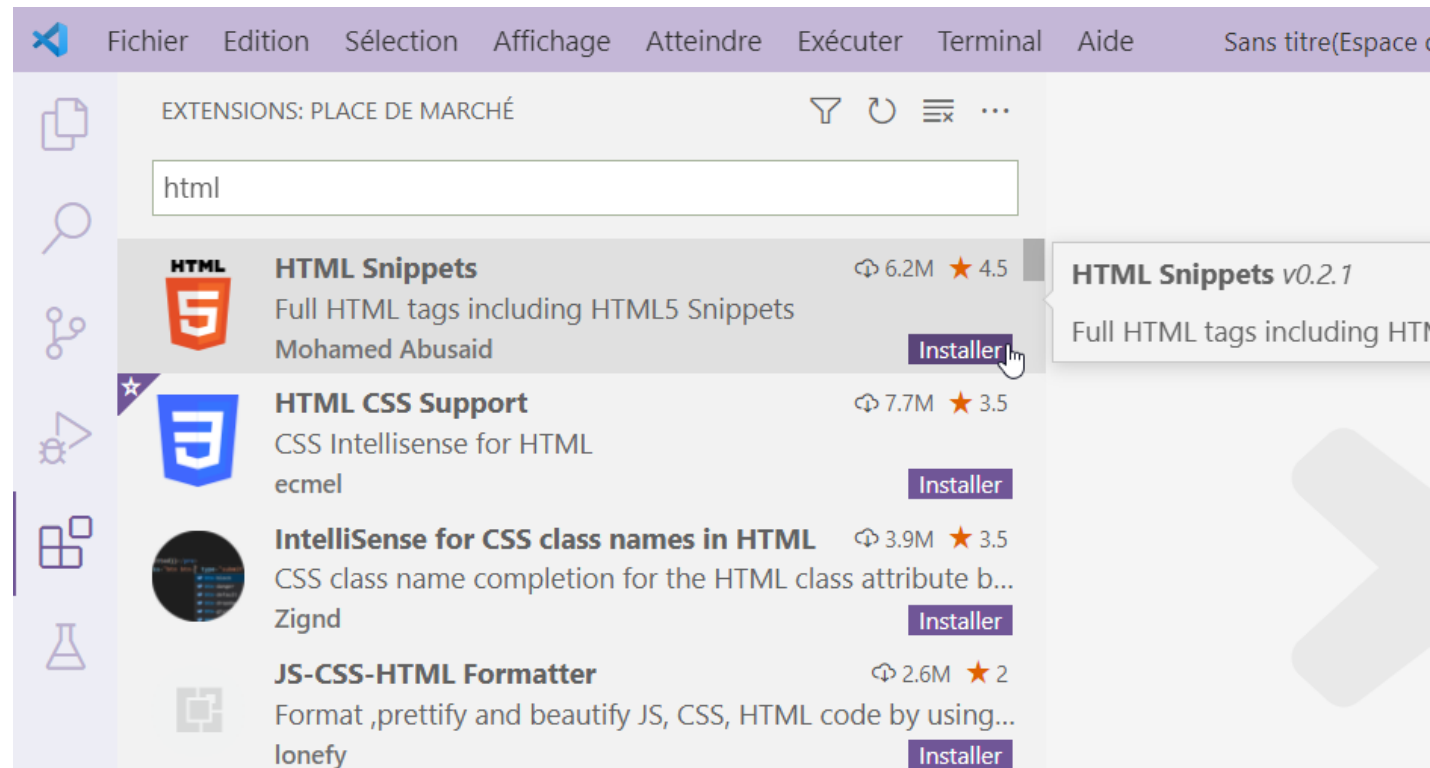 Fichier Edition Sélection Affichage Atteindre Exécuter Terminal Aide Sans titre(Espace
EXTENSIONS: PLACE DE MARCHÉ
html
HTML Snippets 6.2M ★ 4.5
Full HTML tags including HTML5 Snippets
Mohamed Abusaid Installer
HTML Snippets v0.2.1
Full HTML tags including HTM
HTML CSS Support 7.7M ★ 3.5
CSS Intellisense for HTML
ecmel Installer
IntelliSense for CSS class names in HTML 3.9M ★ 3.5
CSS class name completion for the HTML class attribute b...
Zignd Installer
JS-CSS-HTML Formatter 2.6M ★ 2
Format ,prettify and beautify JS, CSS, HTML code by using...
lonefy Installer